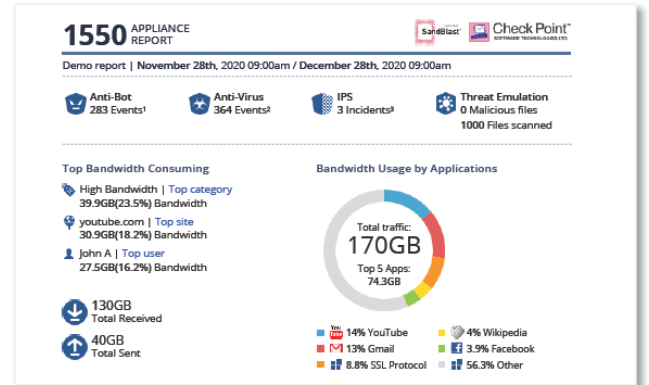 1550 APPLIANCE REPORT
SandBlast
Check Point
SOFTWARE TECHNOLOGIES LTD.
Demo report | November 28th, 2020 09:00am / December 28th, 2020 09:00am
Anti-Bot
283 Events¹
Anti-Virus
364 Events²
IPS
3 Incidents³
Threat Emulation
0 Malicious files
1000 Files scanned
Top Bandwidth Consuming
High Bandwidth | Top category
39.9GB(23.5%) Bandwidth
youtube.com | Top site
30.9GB(18.2%) Bandwidth
John A | Top user
27.5GB(16.2%) Bandwidth
130GB
Total Received
40GB
Total Sent
Bandwidth Usage by Applications
Total traffic:
170GB
Top 5 Apps:
74.3GB
You Tube 14% YouTube
13% Gmail
8.8% SSL Protocol
4% Wikipedia
3.9% Facebook
56.3% Other